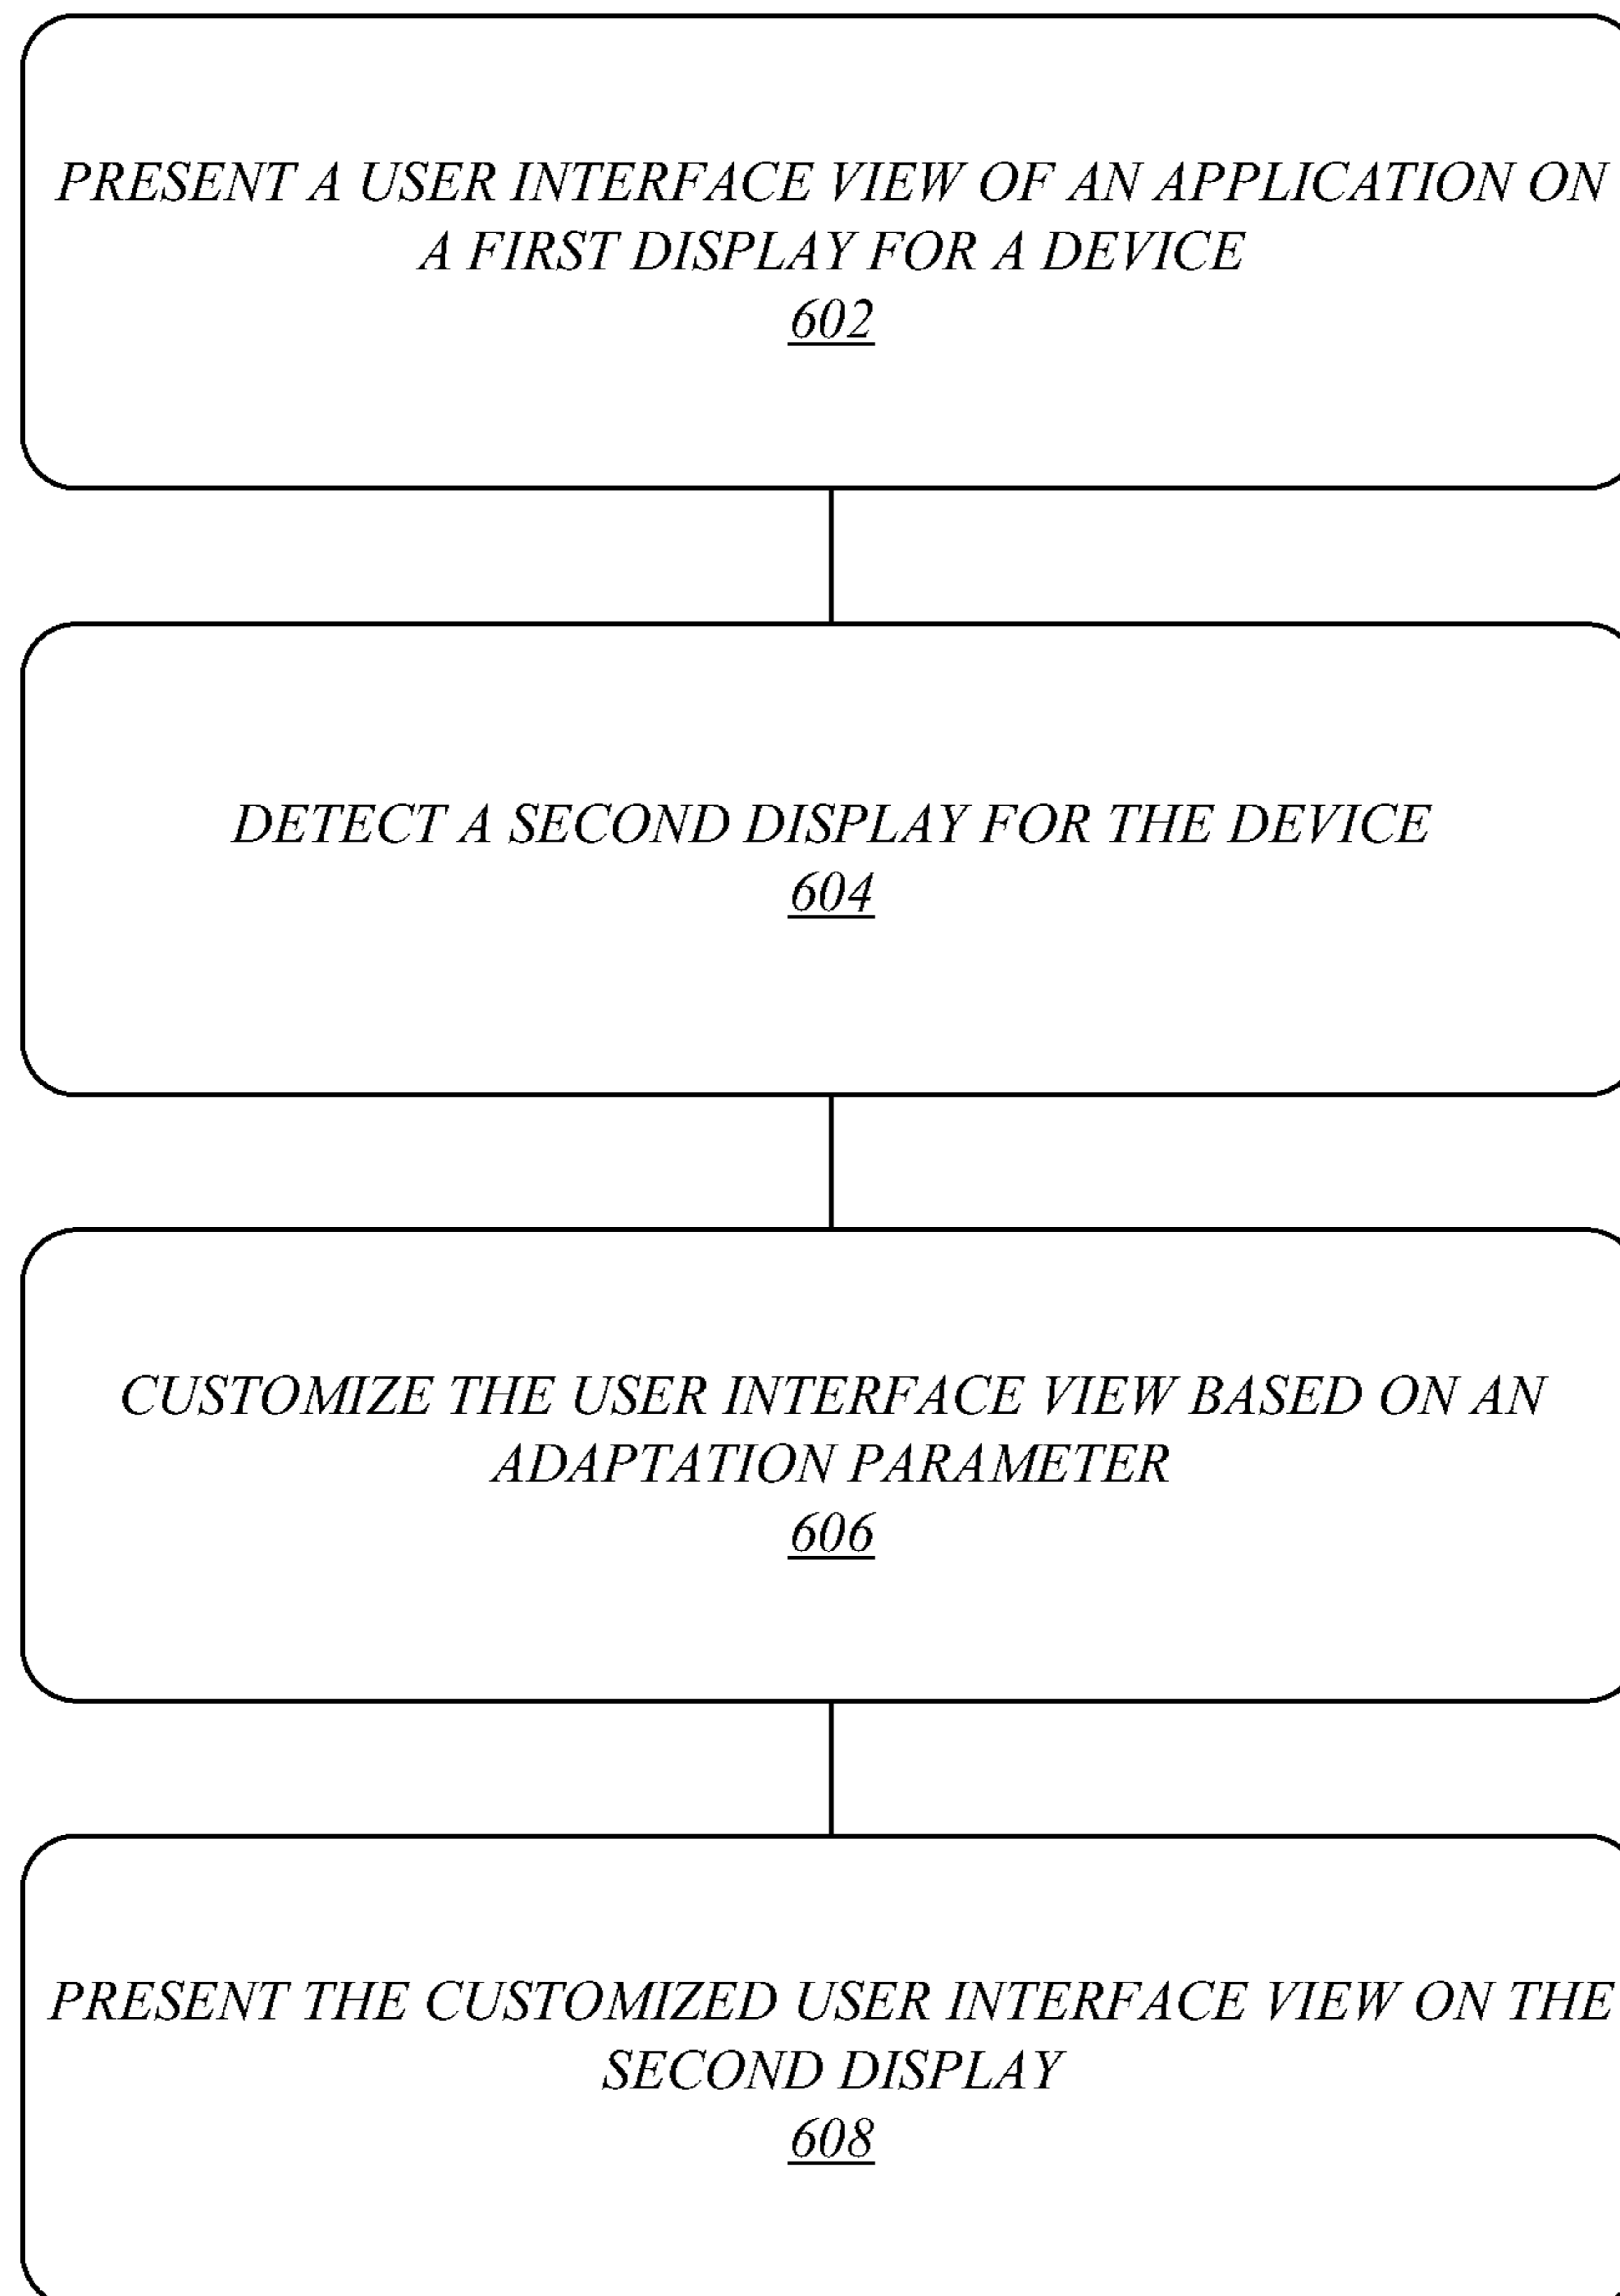 PRESENT A USER INTERFACE VIEW OF AN APPLICATION ON
A FIRST DISPLAY FOR A DEVICE
602
DETECT A SECOND DISPLAY FOR THE DEVICE
604
CUSTOMIZE THE USER INTERFACE VIEW BASED ON AN
ADAPTATION PARAMETER
606
PRESENT THE CUSTOMIZED USER INTERFACE VIEW ON THE
SECOND DISPLAY
608